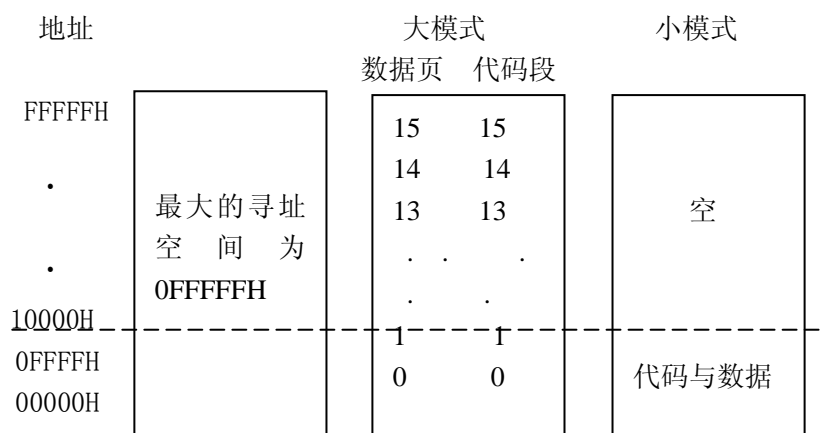 地址 大模式 小模式
数据页 代码段
FFFFFH
15 15
14 14
13 13
最大的寻址
空间为
0FFFFFH
空
. . .
. .
10000H
1 1
0FFFFH
0 0
代码与数据
00000H